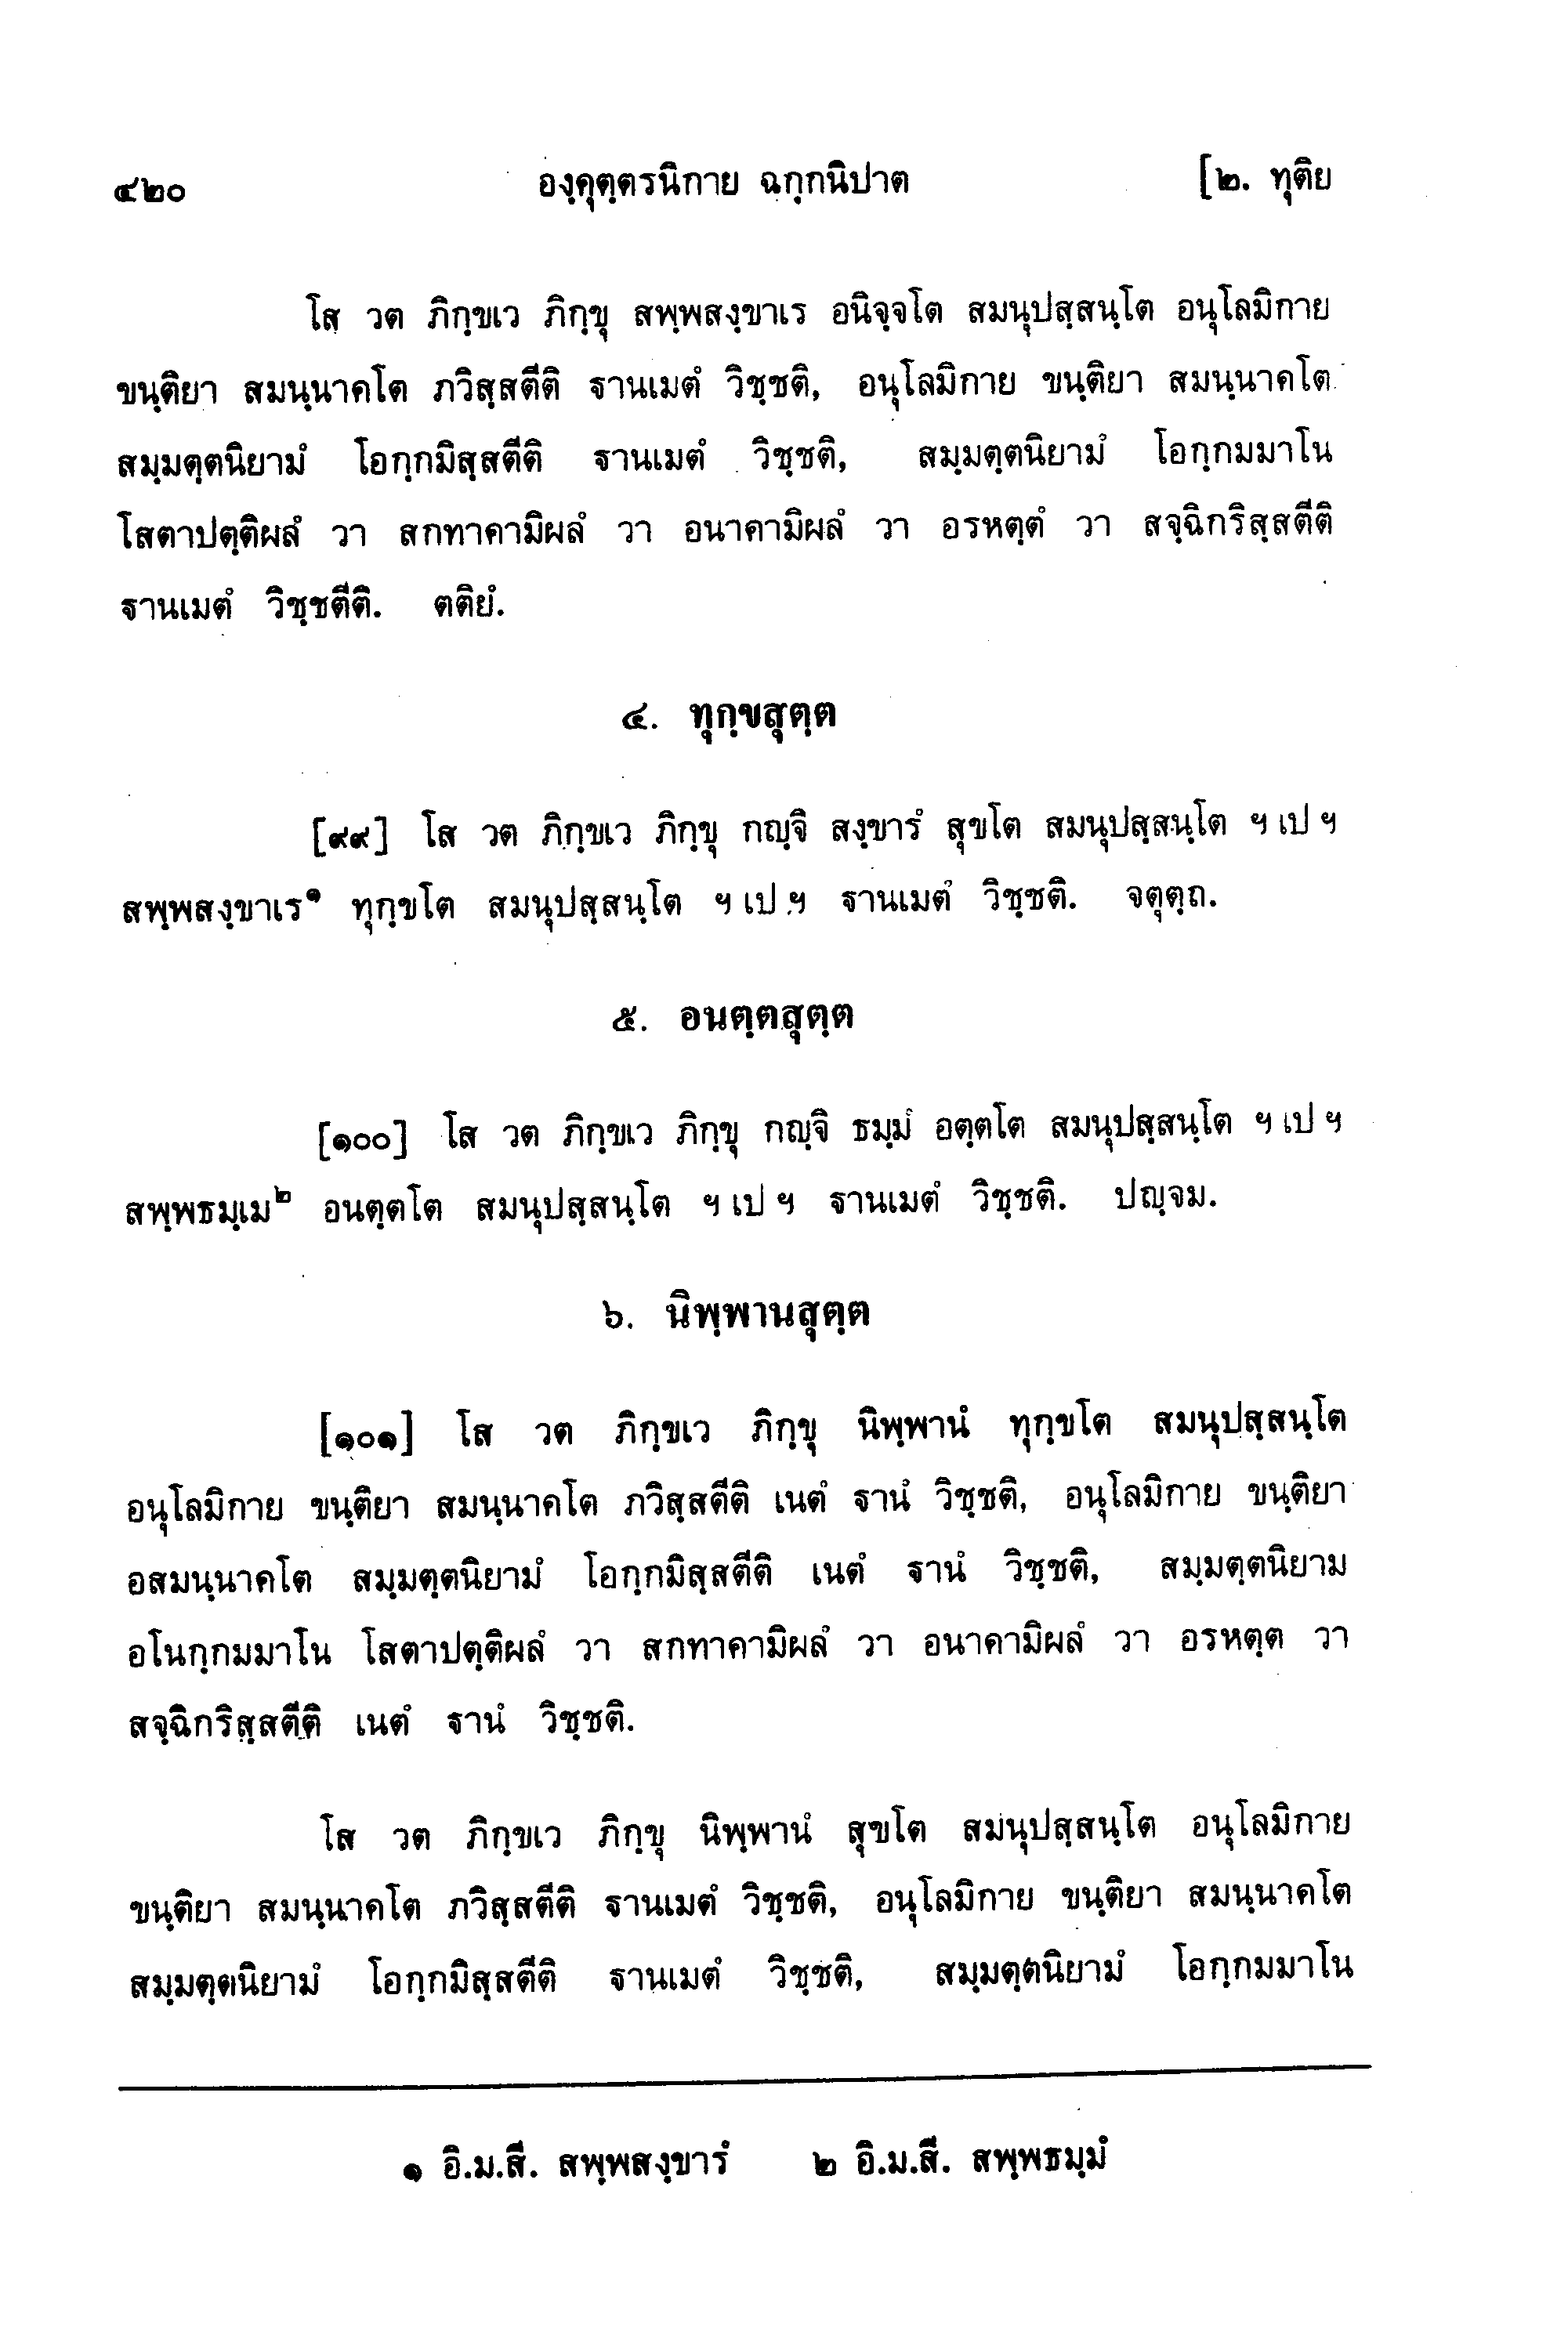 ๔๒๐ องฺคุตฺตรนิกาย ฉกฺกนิปาต [๒. ทุติย
โส วต ภิกฺขเว ภิกฺขุ สพฺพสงฺขาเร อนิจฺจโต สมนุปสฺสนฺโต อนุโลมิกาย
ขนฺติยา สมนฺนาคโต ภวิสฺสตีติ ฐานเมตํ วิชฺชติ, อนุโลมิกาย ขนฺติยา สมนฺนาคโต
สมฺมตฺตนิยามํ โอกฺกมิสฺสตีติ ฐานเมตํ วิชฺชติ, สมฺมตฺตนิยามํ โอกฺกมมาโน
โสตาปตฺติผลํ วา สกทาคามิผลํ วา อนาคามิผลํ วา อรหตฺตํ วา สจฺฉิกริสฺสตีติ
ฐานเมตํ วิชฺชตีติ. ตติยํ.
๔. ทุกฺขสุตฺต
[๙๙] โส วต ภิกฺขเว ภิกฺขุ กญฺจิ สงฺขารํ สุขโต สมนุปสฺสนฺโต ฯ เป ฯ
สพฺพสงฺขาเร๑ ทุกฺขโต สมนุปสฺสนฺโต ฯ เป ฯ ฐานเมตํ วิชฺชติ. จตุตฺถ.
๕. อนตฺตสุตฺต
[๑๐๐] โส วต ภิกฺขเว ภิกฺขุ กญฺจิ ธมฺมํ อตฺตโต สมนุปสฺสนฺโต ฯ เป ฯ
สพฺพธมฺเม๒ อนตฺตโต สมนุปสฺสนฺโต ฯ เป ฯ ฐานเมตํ วิชฺชติ. ปญฺจม.
๖. นิพฺพานสุตฺต
[๑๐๑] โส วต ภิกฺขเว ภิกฺขุ นิพฺพานํ ทุกฺขโต สมนุปสฺสนฺโต
อนุโลมิกาย ขนฺติยา สมนฺนาคโต ภวิสฺสตีติ เนตํ ฐานํ วิชฺชติ, อนุโลมิกาย ขนฺติยา
อสมนฺนาคโต สมฺมตฺตนิยามํ โอกฺกมิสฺสตีติ เนตํ ฐานํ วิชฺชติ, สมฺมตฺตนิยาม
อโนกฺกมมาโน โสตาปตฺติผลํ วา สกทาคามิผลํ วา อนาคามิผลํ วา อรหตฺต วา
สจฺฉิกริสฺสตีติ เนตํ ฐานํ วิชฺชติ.
โส วต ภิกฺขเว ภิกฺขุ นิพฺพานํ สุขโต สมนุปสฺสนฺโต อนุโลมิกาย
ขนฺติยา สมนฺนาคโต ภวิสฺสตีติ ฐานเมตํ วิชฺชติ, อนุโลมิกาย ขนฺติยา สมนฺนาคโต
สมฺมตฺตนิยามํ โอกฺกมิสฺสตีติ ฐานเมตํ วิชฺชติ, สมฺมตฺตนิยามํ โอกฺกมมาโน
๑ อิ.ม.สี. สพฺพสงฺขารํ ๒ อิ.ม.สี. สพฺพธมฺมํ